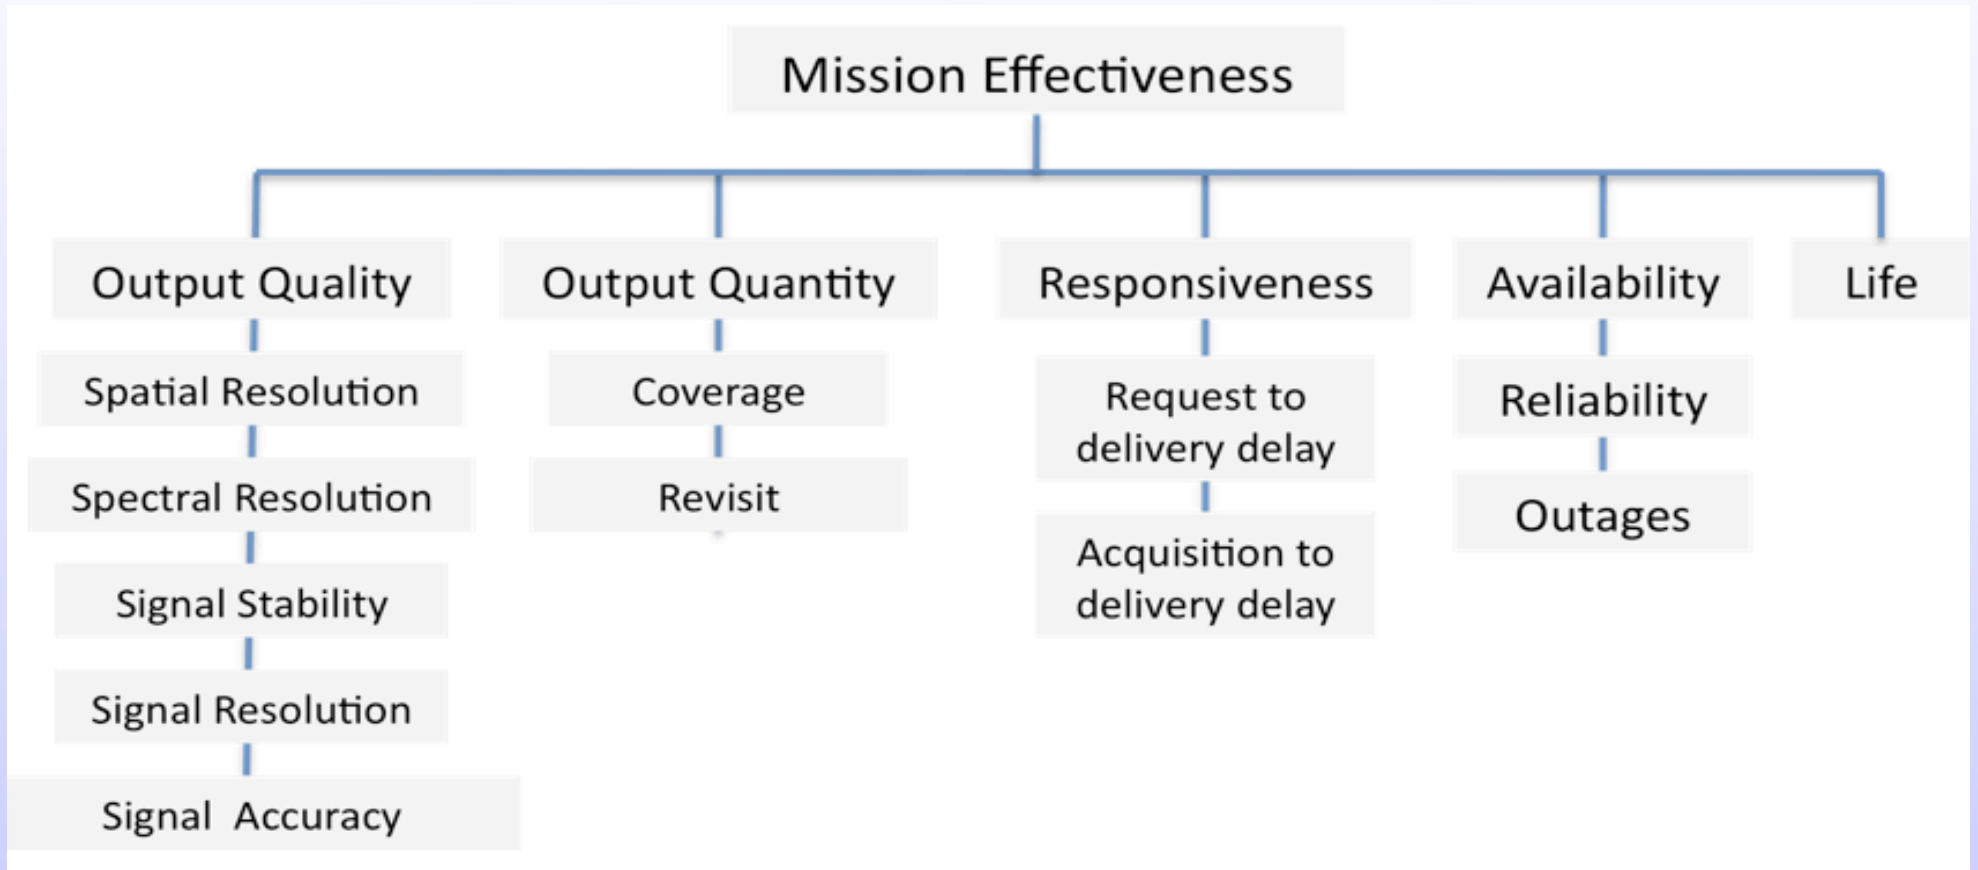 Mission Effectiveness
Output Quality
Spatial Resolution
Spectral Resolution
Signal Stability
Signal Resolution
Signal Accuracy
Output Quantity
Coverage
Revisit
Responsiveness
Request to
delivery delay
Acquisition to
delivery delay
Availability
Reliability
Outages
Life